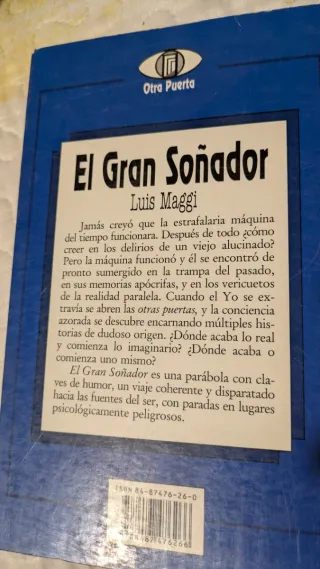 Otra Puerta
El Gran Soñador
Luis Maggi
Jamás creyó que la estrafalaria máquina
del tiempo funcionara. Después de todo ¿cómo
creer en los delirios de un viejo alucinado?
Pero la máquina funcionó y él se encontró de
pronto sumergido en la trampa del pasado,
en sus memorias apócrifas, y en los vericuetos
de la realidad paralela. Cuando el Yo se ex-
travía se abren las otras puertas, y la conciencia
azorada se descubre encarnando múltiples his-
torias de dudoso origen. ¿Dónde acaba lo real
y comienza lo imaginario? ¿Dónde acaba o
comienza uno mismo?
El Gran Soñador es una parábola con cla-
ves de humor, un viaje coherente y disparatado
hacia las fuentes del ser, con paradas en lugares
psicológicamente peligrosos.
ISBN 84-87476-26-0